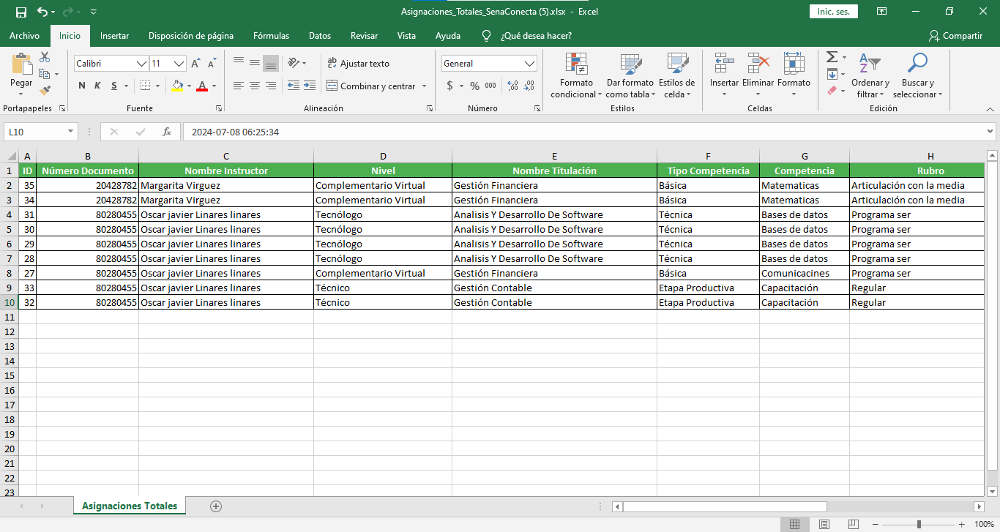 Asignaciones_Totales_SenaConecta (5).xlsx - Excel
Inic. ses.
Archivo Inicio Insertar Disposición de página Fórmulas Datos Revisar Vista Ayuda ¿Qué desea hacer? Compartir
Pegar
Portapapeles
Calibri 11
N K S
Fuente
Ajustar texto
Combinar y centrar
Alineación
General
$ % 000
Número
Formato condicional
Dar formato como tabla
Estilos de celda
Estilos
Insertar Eliminar Formato
Celdas
Ordenar y filtrar
Buscar y seleccionar
Edición
L10 fx 2024-07-08 06:25:34
A B C D E F G H
1 ID Número Documento Nombre Instructor Nivel Nombre Titulación Tipo Competencia Competencia Rubro
2 35 20428782 Margarita Virguez Complementario Virtual Gestión Financiera Básica Matematicas Articulación con la media
3 34 20428782 Margarita Virguez Complementario Virtual Gestión Financiera Básica Matematicas Articulación con la media
4 31 80280455 Oscar javier Linares linares Tecnólogo Analisis Y Desarrollo De Software Técnica Bases de datos Programa ser
5 30 80280455 Oscar javier Linares linares Tecnólogo Analisis Y Desarrollo De Software Técnica Bases de datos Programa ser
6 29 80280455 Oscar javier Linares linares Tecnólogo Analisis Y Desarrollo De Software Técnica Bases de datos Programa ser
7 28 80280455 Oscar javier Linares linares Tecnólogo Analisis Y Desarrollo De Software Técnica Bases de datos Programa ser
8 27 80280455 Oscar javier Linares linares Complementario Virtual Gestión Financiera Básica Comunicacines Programa ser
9 33 80280455 Oscar javier Linares linares Técnico Gestión Contable Etapa Productiva Capacitación Regular
10 32 80280455 Oscar javier Linares linares Técnico Gestión Contable Etapa Productiva Capacitación Regular
11
12
13
14
15
16
17
18
19
20
21
22
23
Asignaciones Totales
100%